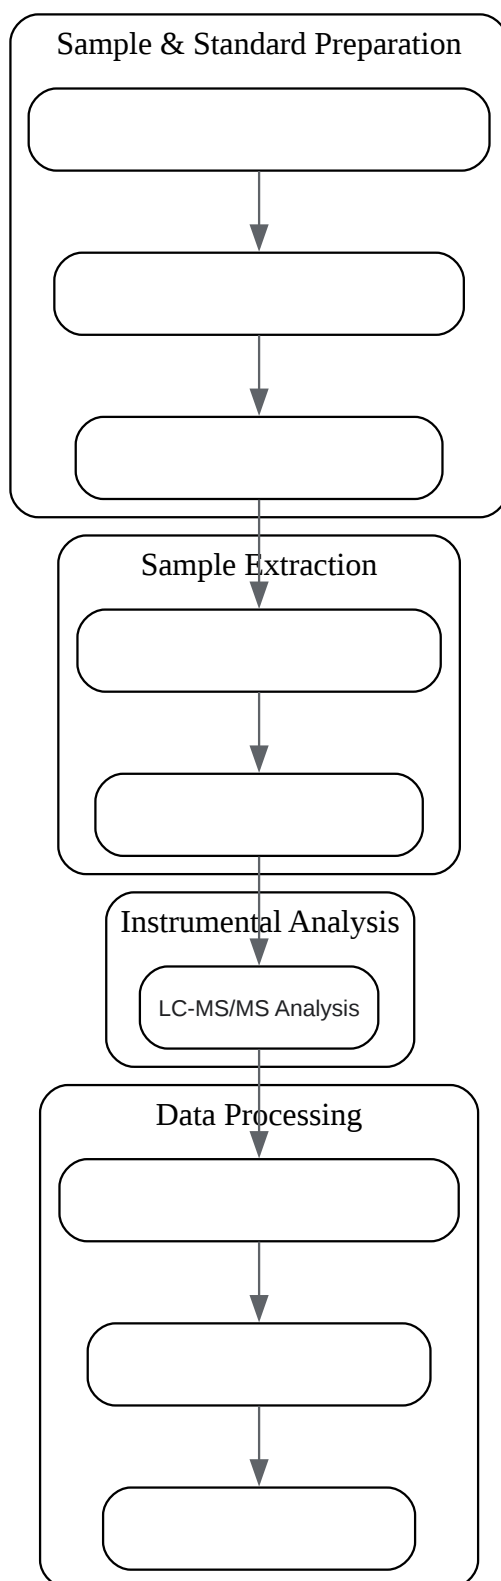 Sample & Standard Preparation
Sample Extraction
Instrumental Analysis
LC-MS/MS Analysis
Data Processing